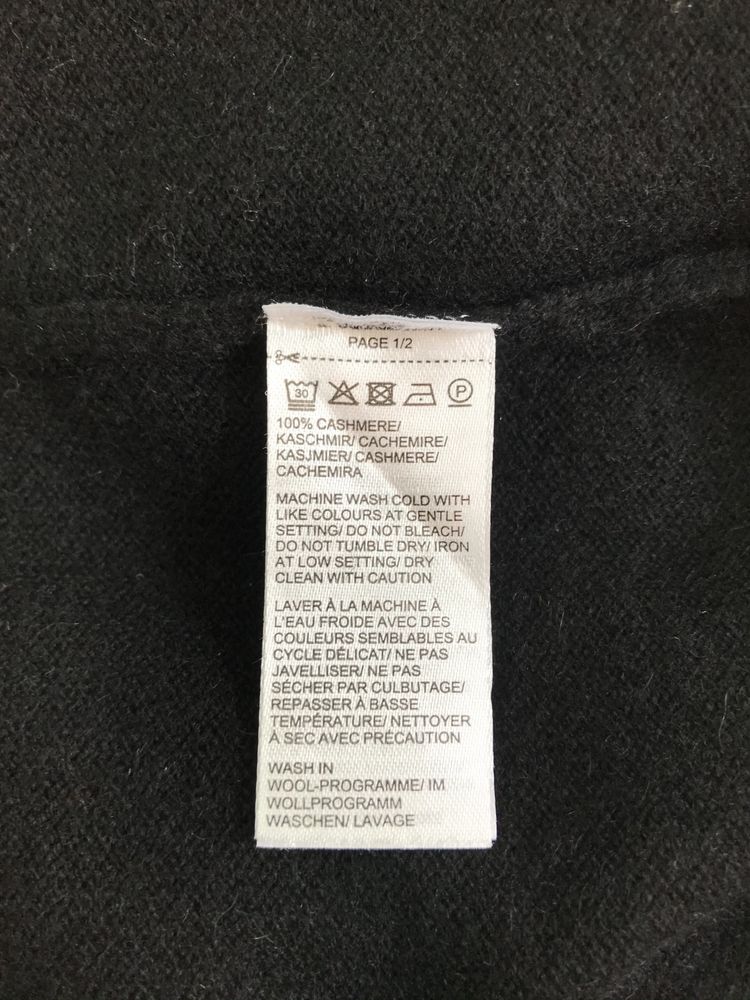 PAGE 1/2
30
P
100% CASHMERE/
KASCHMIR/ CACHEMIRE/
KASJMIER/ CASHMERE/
CACHEMIRA
MACHINE WASH COLD WITH
LIKE COLOURS AT GENTLE
SETTING/ DO NOT BLEACH/
DO NOT TUMBLE DRY/ IRON
AT LOW SETTING/ DRY
CLEAN WITH CAUTION
LAVER À LA MACHINE À
L'EAU FROIDE AVEC DES
COULEURS SEMBLABLES AU
CYCLE DÉLICAT/ NE PAS
JAVELLISER/ NE PAS
SÉCHER PAR CULBUTAGE/
REPASSER À BASSE
TEMPÉRATURE/ NETTOYER
À SEC AVEC PRÉCAUTION
WASH IN
WOOL-PROGRAMME/ IM
WOLLPROGRAMM
WASCHEN/ LAVAGE